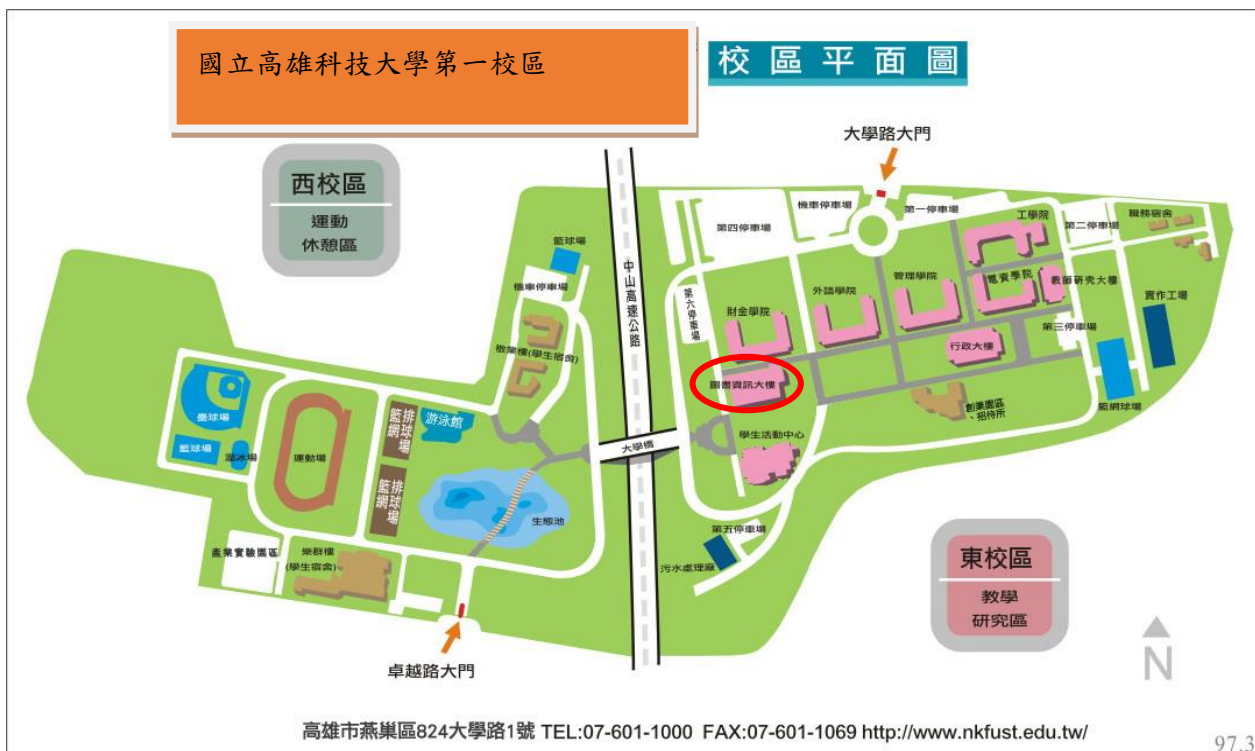 國立高雄科技大學第一校區
校區平面圖
大學路大門
西校區
運動
休憩區
籃球場
機車停車場
敬業樓(學生宿舍)
中山高速公路
第四停車場
機車停車場
第一停車場
工學院
第二停車場
職務宿舍
第六停車場
財金學院
外語學院
管理學院
電資學院
教師研究大樓
實作工場
第三停車場
行政大樓
圖書資訊大樓
籃網球場
創業園區
、招待所
學生活動中心
大學橋
壘球場
籃球場
溜冰場
運動場
籃網
排球場
游泳館
籃網
排球場
生態池
產業實驗園區
樂群樓
(學生宿舍)
第五停車場
污水處理廠
東校區
教學
研究區
卓越路大門
N
高雄市燕巢區824大學路1號 TEL:07-601-1000 FAX:07-601-1069 http://www.nkfust.edu.tw/
97.3